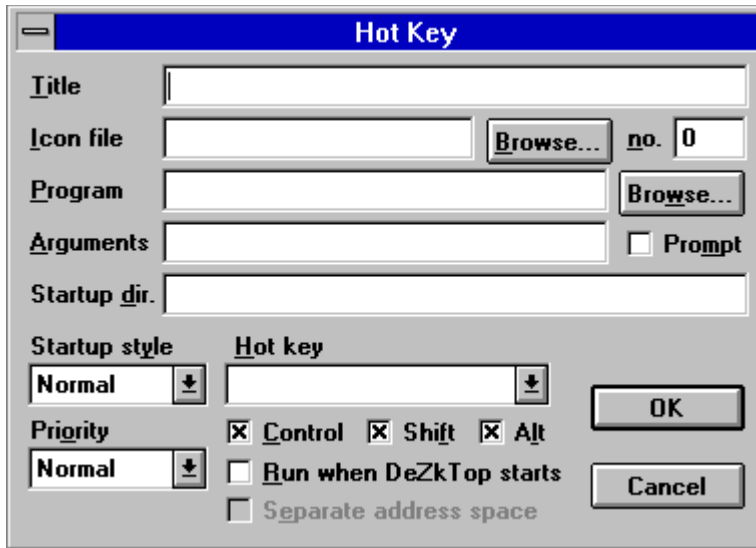 Hot Key
Title
Icon file Browse... no. 0
Program Browse...
Arguments Prompt
Startup dir.
Startup style Hot key
Normal
OK
Priority Control Shift Alt
Normal Run when DeZkTop starts
Cancel
Separate address space